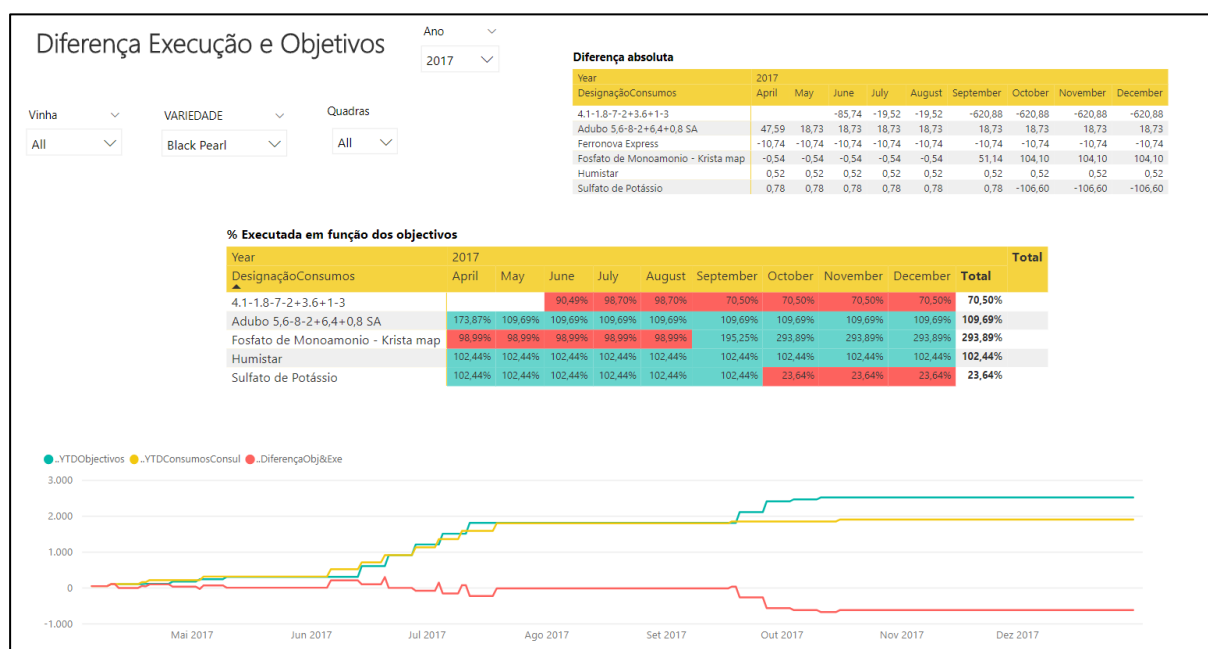 Diferença Execução e Objetivos
Ano
2017
Vinha
All
VARIEDADE
Black Pearl
Quadras
All
Diferença absoluta
Year 2017
DesignaçãoConsumos April May June July August September October November December
4.1-1.8-7-2+3.6+1-3 -85,74 -19,52 -19,52 -620,88 -620,88 -620,88 -620,88
Adubo 5,6-8-2+6,4+0,8 SA 47,59 18,73 18,73 18,73 18,73 18,73 18,73 18,73 18,73
Ferronova Express -10,74 -10,74 -10,74 -10,74 -10,74 -10,74 -10,74 -10,74 -10,74
Fosfato de Monoamonio - Krista map -0,54 -0,54 -0,54 -0,54 -0,54 51,14 104,10 104,10 104,10
Humistar 0,52 0,52 0,52 0,52 0,52 0,52 0,52 0,52 0,52
Sulfato de Potássio 0,78 0,78 0,78 0,78 0,78 0,78 -106,60 -106,60 -106,60
% Executada em função dos objectivos
Year 2017 Total
DesignaçãoConsumos April May June July August September October November December Total
4.1-1.8-7-2+3.6+1-3 90,49% 98,70% 98,70% 70,50% 70,50% 70,50% 70,50% 70,50%
Adubo 5,6-8-2+6,4+0,8 SA 173,87% 109,69% 109,69% 109,69% 109,69% 109,69% 109,69% 109,69% 109,69% 109,69%
Fosfato de Monoamonio - Krista map 98,99% 98,99% 98,99% 98,99% 98,99% 195,25% 293,89% 293,89% 293,89% 293,89%
Humistar 102,44% 102,44% 102,44% 102,44% 102,44% 102,44% 102,44% 102,44% 102,44% 102,44%
Sulfato de Potássio 102,44% 102,44% 102,44% 102,44% 102,44% 102,44% 23,64% 23,64% 23,64% 23,64%
..YTDObjectivos ..YTDConsumosConsul ..DiferençaObj&Exe
3.000
2.000
1.000
0
-1.000
Mai 2017 Jun 2017 Jul 2017 Ago 2017 Set 2017 Out 2017 Nov 2017 Dez 2017